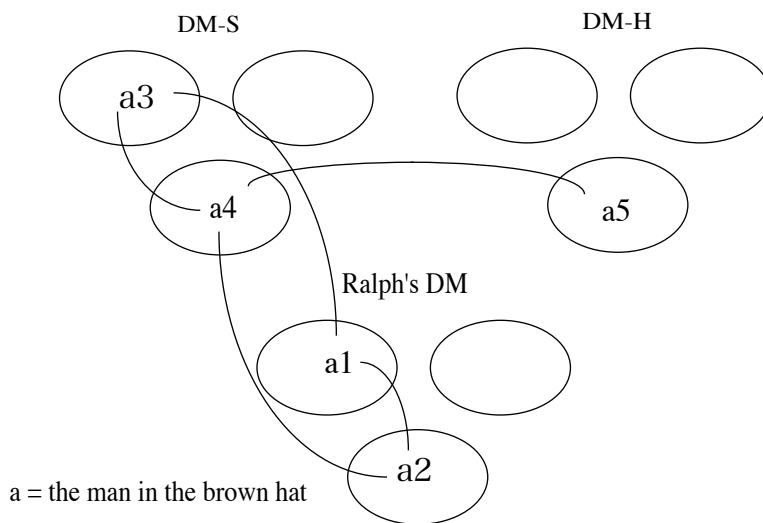 DM-S
DM-H
a3
a4
a5
Ralph's DM
a1
a2
a = the man in the brown hat